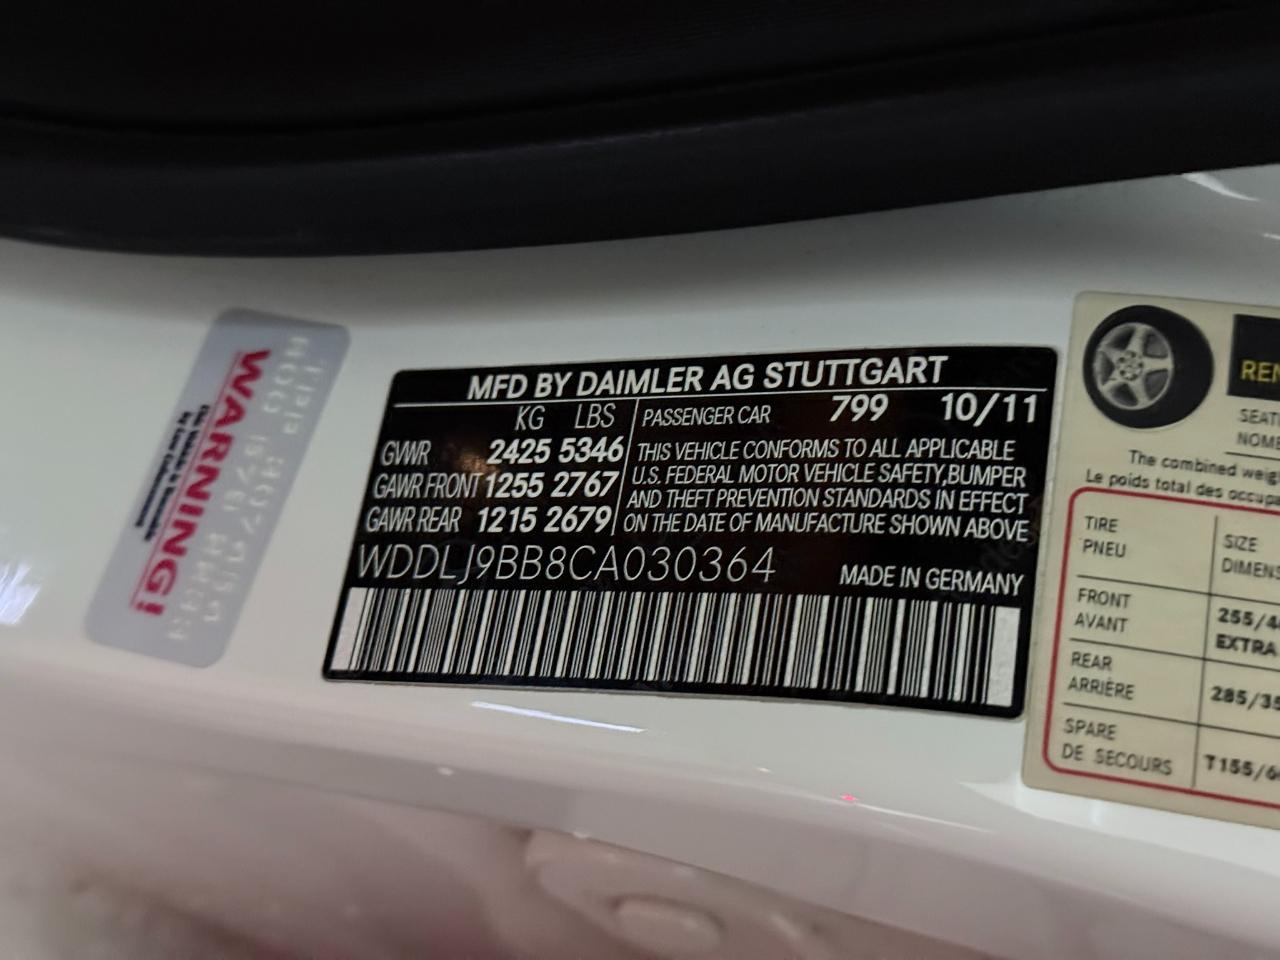 WARNING!
MFD BY DAIMLER AG STUTTGART
KG LBS
GVWR 2425 5346
GAWR FRONT 1255 2767
GAWR REAR 1215 2679
PASSENGER CAR 799 10/11
THIS VEHICLE CONFORMS TO ALL APPLICABLE
U.S. FEDERAL MOTOR VEHICLE SAFETY,BUMPER
AND THEFT PREVENTION STANDARDS IN EFFECT
ON THE DATE OF MANUFACTURE SHOWN ABOVE
WDDLJ9BB8CA030364
MADE IN GERMANY
The combined
Le poids total des
TIRE
PNEU
SIZE
FRONT
AVANT
EXTRA
REAR
ARRIÈRE
285/35
SPARE
DE SECOURS